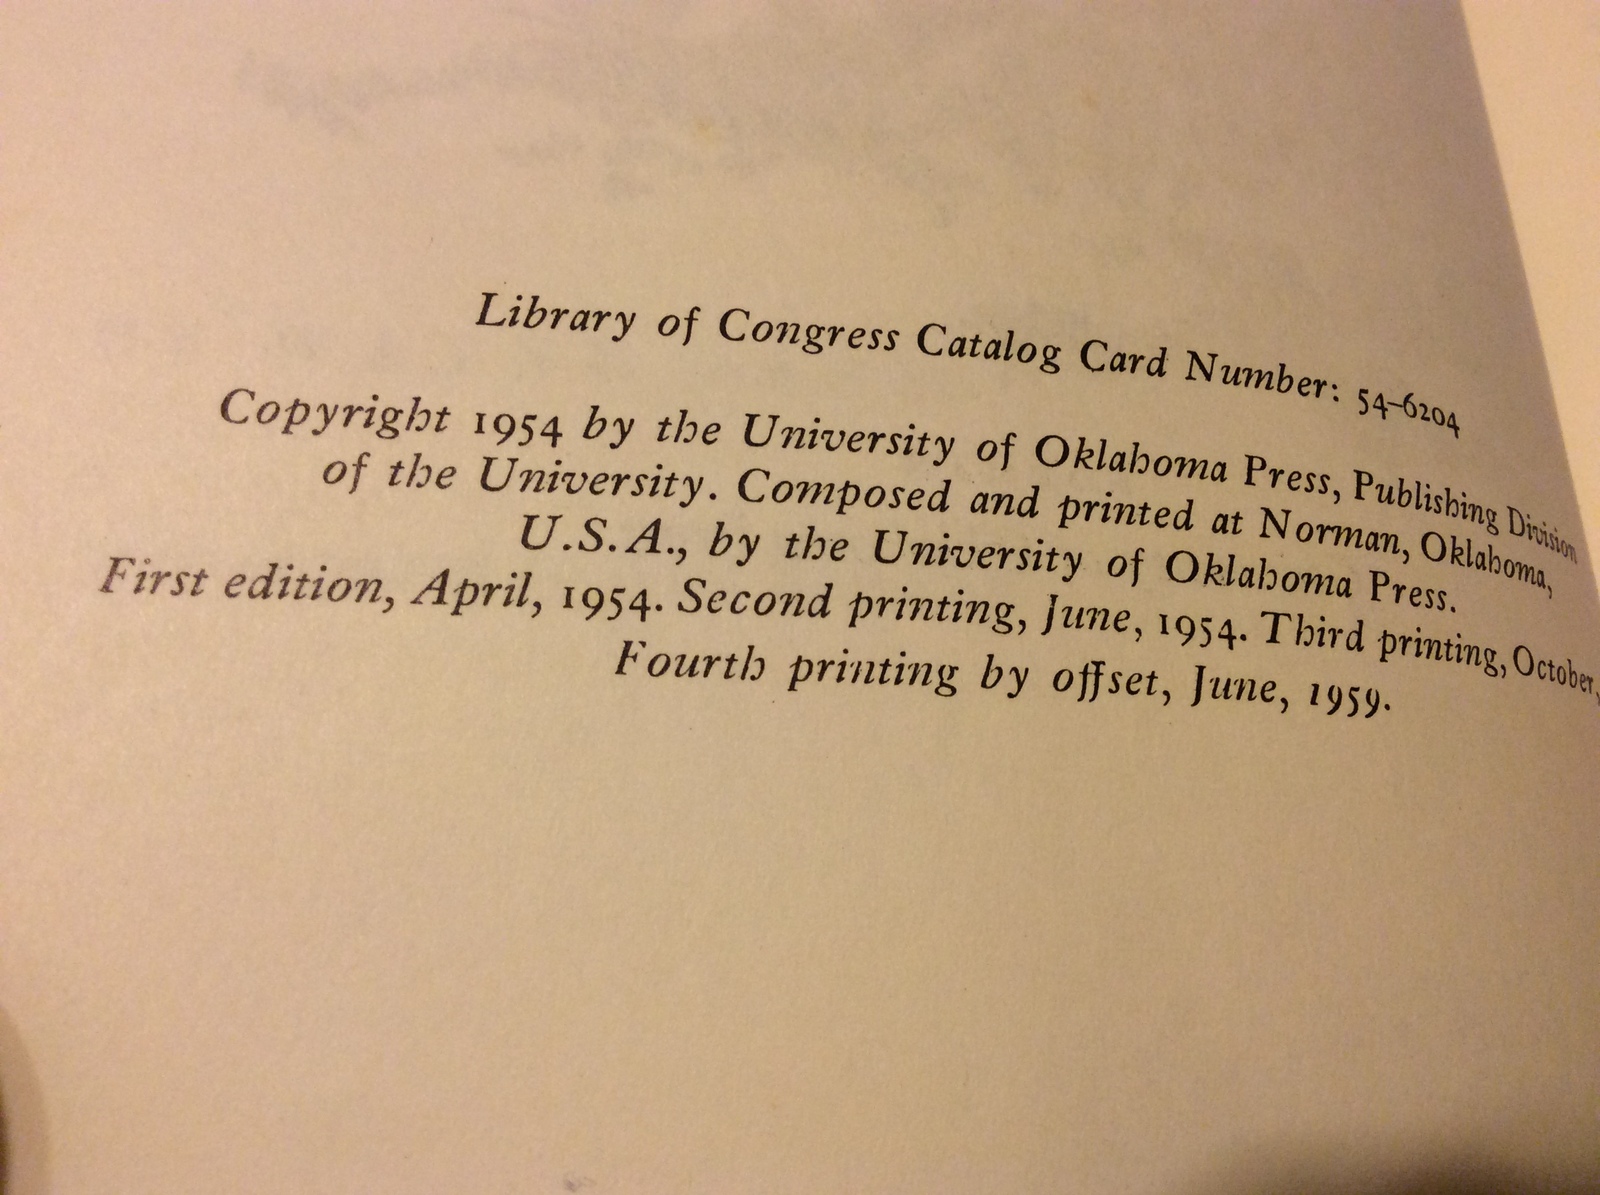 Library of Congress Catalog Card Number: 54–6204
Copyright 1954 by the University of Oklahoma Press, Publishing Division
of the University. Composed and printed at Norman, Oklahoma,
U.S.A., by the University of Oklahoma Press.
First edition, April, 1954. Second printing, June, 1954. Third printing, October,
Fourth printing by offset, June, 1959.